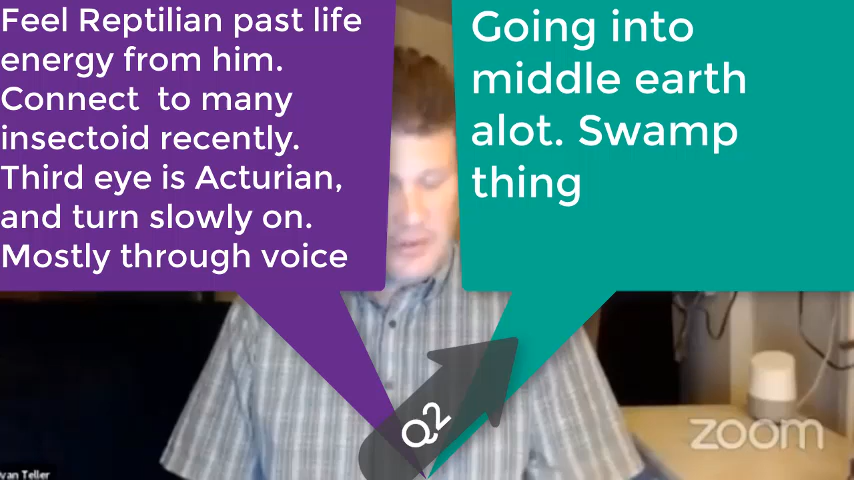 Feel Reptilian past life
energy from him.
Connect to many
insectoid recently.
Third eye is Acturian,
and turn slowly on.
Mostly through voice
Going into
middle earth
alot. Swamp
thing
Q2
zoom
Teller